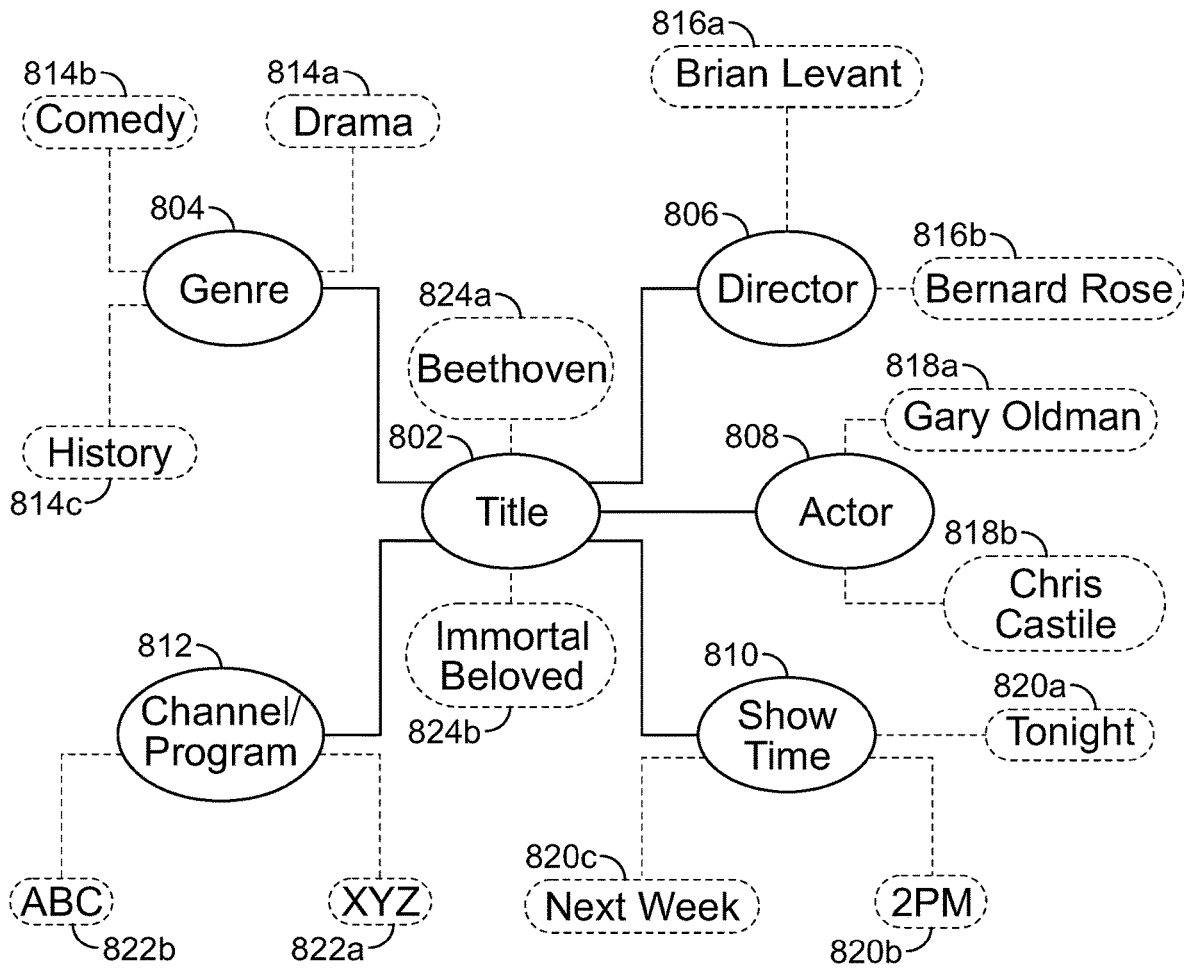 816a
Brian Levant
814b
Comedy
814a
Drama
804
Genre
806
Director
816b
Bernard Rose
824a
Beethoven
818a
Gary Oldman
History
814c
802
Title
808
Actor
818b
Chris
Castile
812
Channel/
Program
Immortal
Beloved
824b
810
Show
Time
820a
Tonight
ABC
822b
XYZ
822a
820c
Next Week
2PM
820b